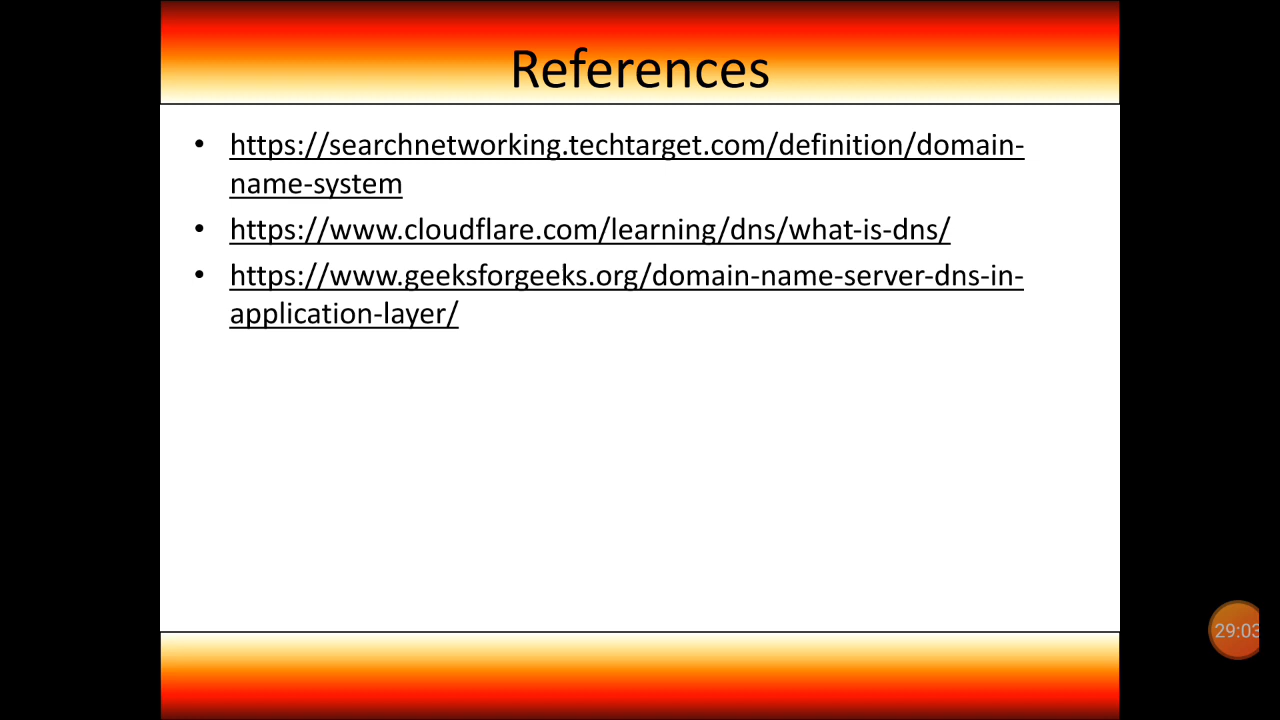 References
• https://searchnetworking.techtarget.com/definition/domain-
name-system
• https://www.cloudflare.com/learning/dns/what-is-dns/
• https://www.geeksforgeeks.org/domain-name-server-dns-in-
application-layer/
29:03